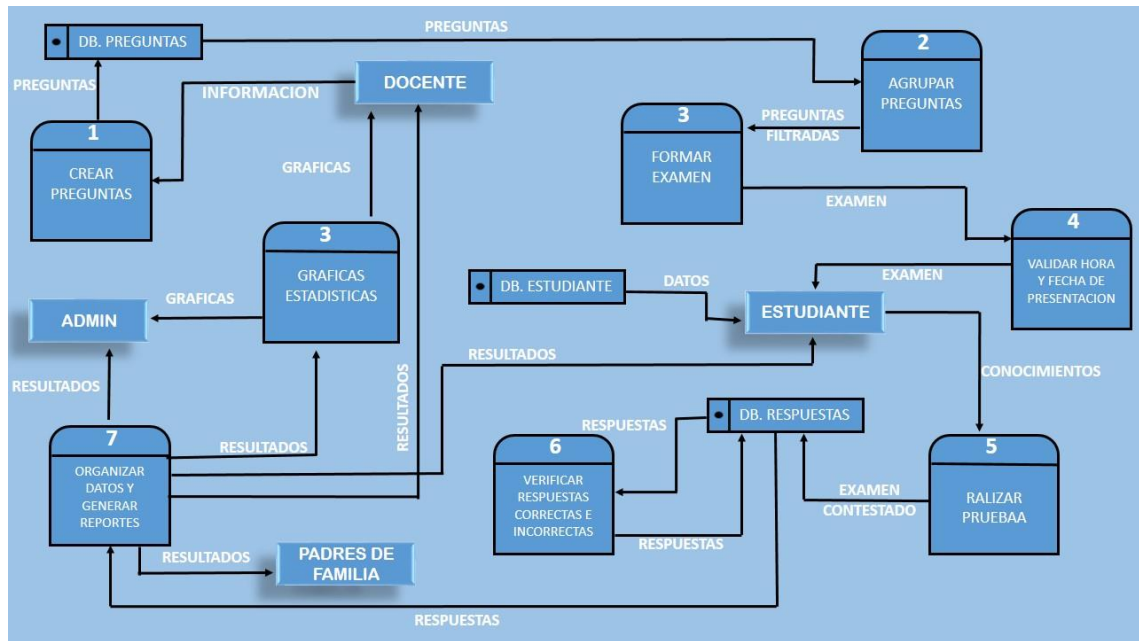 DB. PREGUNTAS
PREGUNTAS
2
AGRUPAR
PREGUNTAS
PREGUNTAS
INFORMACION
DOCENTE
1
CREAR
PREGUNTAS
PREGUNTAS
FILTRADAS
3
FORMAR
EXAMEN
GRAFICAS
EXAMEN
4
VALIDAR HORA
Y FECHA DE
PRESENTACION
3
GRAFICAS
ESTADISTICAS
EXAMEN
DB. ESTUDIANTE
DATOS
ESTUDIANTE
GRAFICAS
ADMIN
RESULTADOS
RESULTADOS
RESULTADOS
CONOCIMIENTOS
DB. RESPUESTAS
RESPUESTAS
7
ORGANIZAR
DATOS Y
GENERAR
REPORTES
RESULTADOS
6
VERIFICAR
RESPUESTAS
CORRECTAS E
INCORRECTAS
5
RALIZAR
PRUEBAA
EXAMEN
CONTESTADO
RESPUESTAS
RESULTADOS
PADRES DE
FAMILIA
RESPUESTAS